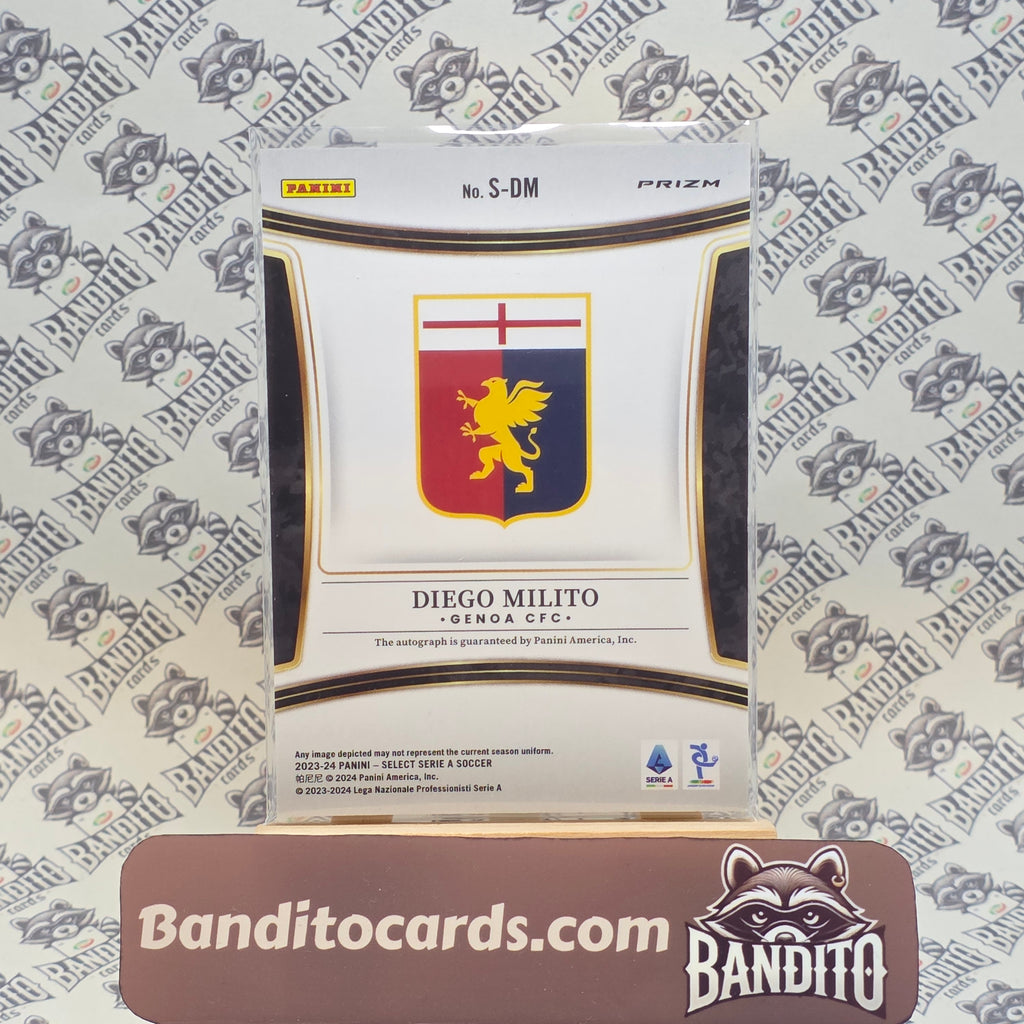 PANINI
No. S-DM
PRIZM
DIEGO MILITO
•GENOA CFC•
The autograph is guaranteed by Panini America, Inc.
Any image depicted may not represent the current season uniform.
2023-24 PANINI – SELECT SERIE A SOCCER
帕尼尼 © 2024 Panini America, Inc.
© 2023-2024 Lega Nazionale Professionisti Serie A
SERIE A
Banditocards.com
BANDITO
BANDITO
cards